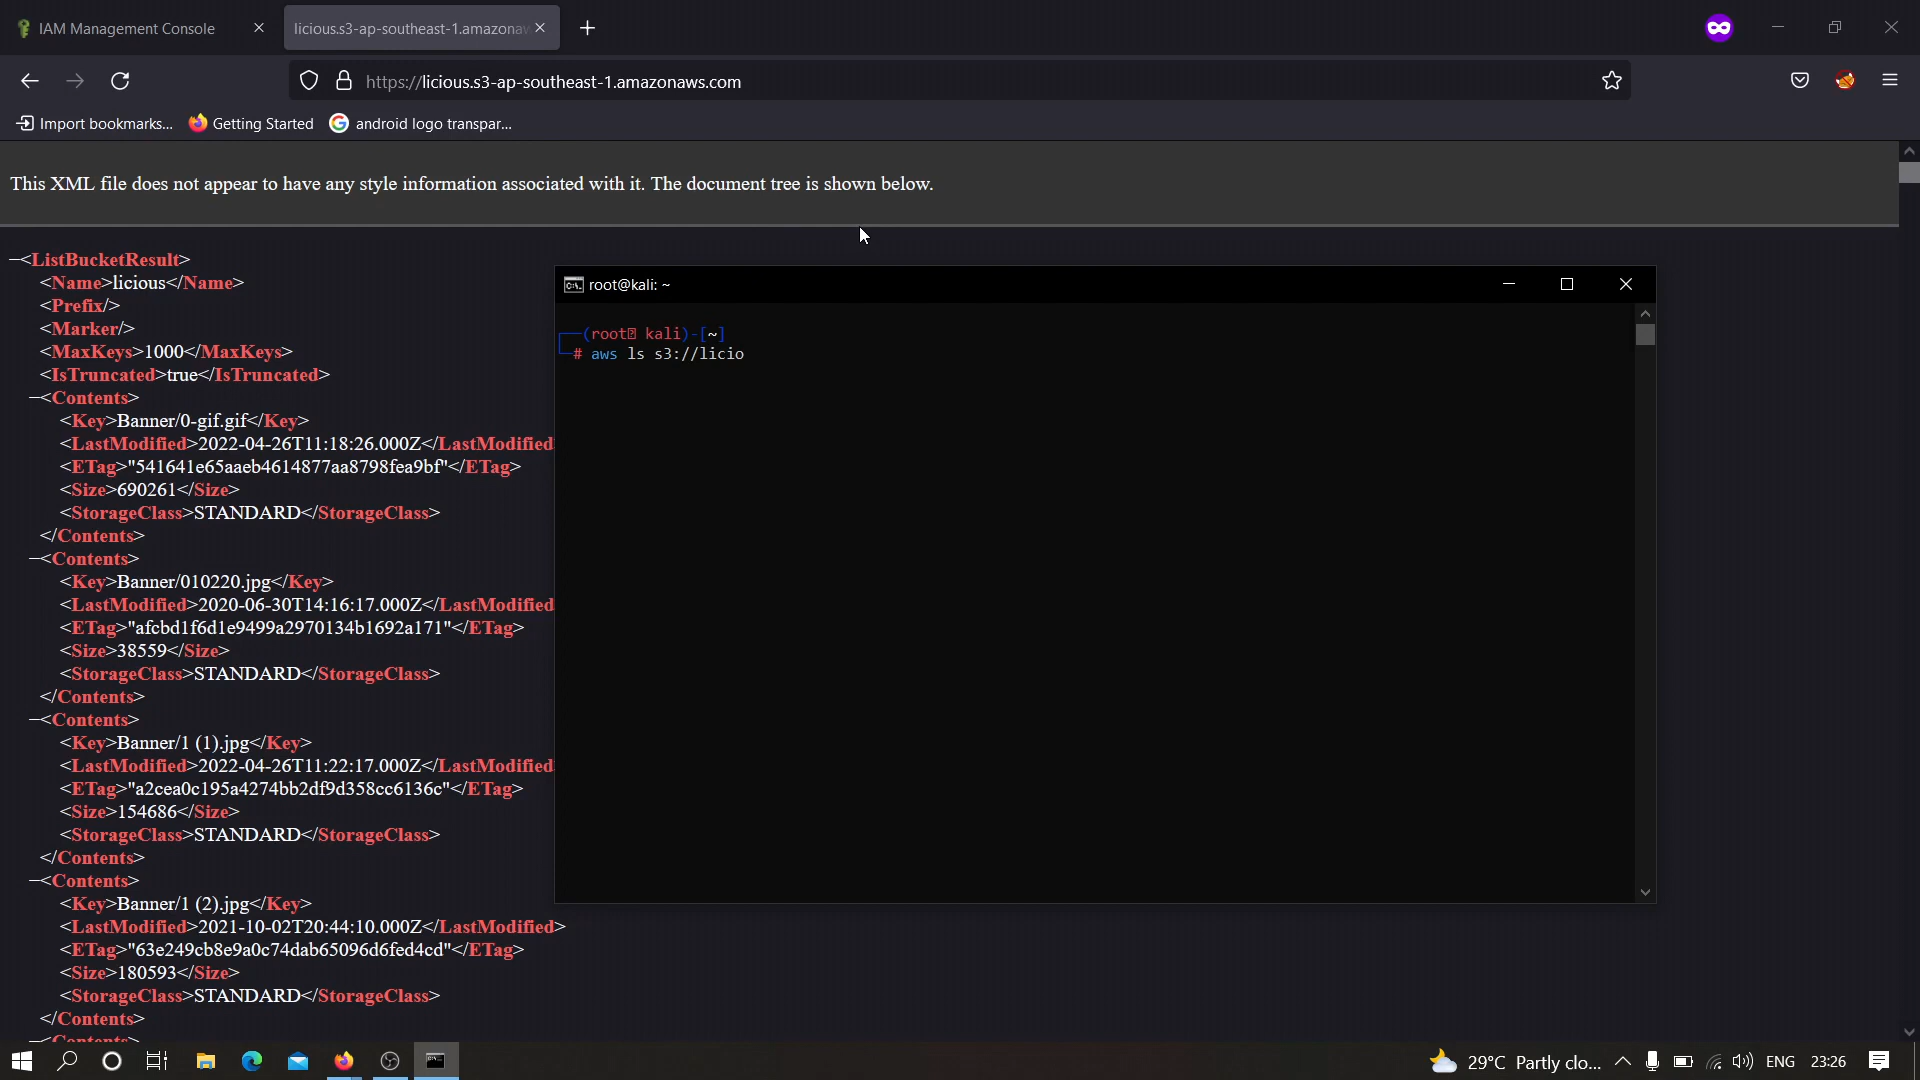 IAM Management Console
licious.s3-ap-southeast-1.amazonaw
https://licious.s3-ap-southeast-1.amazonaws.com
Import bookmarks...
Getting Started
android logo transpar...
This XML file does not appear to have any style information associated with it. The document tree is shown below.
—<ListBucketResult>
<Name>licious</Name>
<Prefix/>
<Marker/>
<MaxKeys>1000</MaxKeys>
<IsTruncated>true</IsTruncated>
—<Contents>
<Key>Banner/0-gif.gif</Key>
<LastModified>2022-04-26T11:18:26.000Z</LastModified
<ETag>"541641e65aaeb4614877aa8798fea9bf"</ETag>
<Size>690261</Size>
<StorageClass>STANDARD</StorageClass>
</Contents>
—<Contents>
<Key>Banner/010220.jpg</Key>
<LastModified>2020-06-30T14:16:17.000Z</LastModified
<ETag>"afcbd1f6d1e9499a2970134b1692a171"</ETag>
<Size>38559</Size>
<StorageClass>STANDARD</StorageClass>
</Contents>
—<Contents>
<Key>Banner/1 (1).jpg</Key>
<LastModified>2022-04-26T11:22:17.000Z</LastModified
<ETag>"a2cea0c195a4274bb2df9d358cc6136c"</ETag>
<Size>154686</Size>
<StorageClass>STANDARD</StorageClass>
</Contents>
—<Contents>
<Key>Banner/1 (2).jpg</Key>
<LastModified>2021-10-02T20:44:10.000Z</LastModified>
<ETag>"63e249cb8e9a0c74dab65096d6fed4cd"</ETag>
<Size>180593</Size>
<StorageClass>STANDARD</StorageClass>
</Contents>
—<Contents>
root@kali: ~
(root kali)-[~]
# aws ls s3://licio
29°C Partly clo...
ENG
23:26